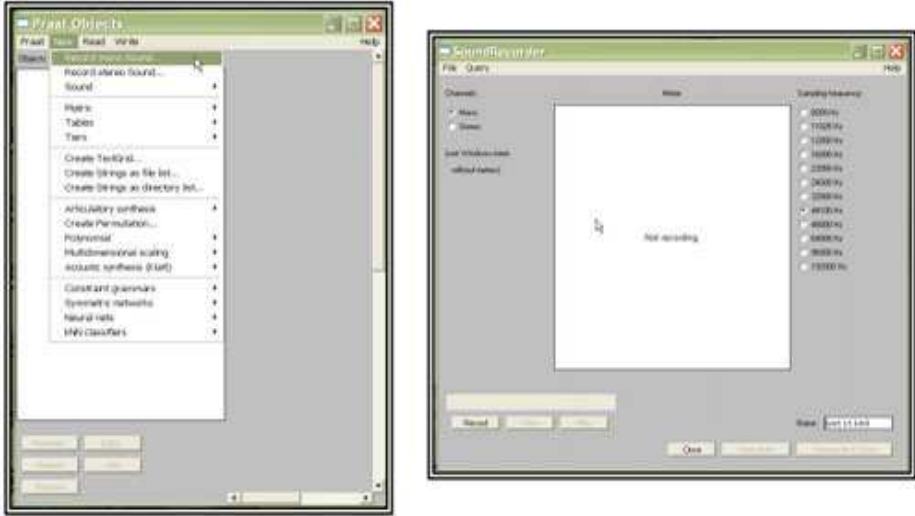 Praat Objects
Praat New Read Write Help
Objects:
Record mono Sound...
Record stereo Sound...
Sound
Matrix
Tables
Tiers
Create TextGrid...
Create Strings as file list...
Create Strings as directory list...
Articulatory synthesis
Create Permutation...
Polynomial
Multidimensional scaling
Acoustic synthesis (Klatt)
Constraint grammars
Symmetric networks
Neural nets
KNN classifiers
SoundRecorder
File Query Help
Channels:
Mono
Stereo
Meter
Not recording.
Sampling frequency:
8000 Hz
11025 Hz
12000 Hz
16000 Hz
22050 Hz
24000 Hz
32000 Hz
44100 Hz
48000 Hz
64000 Hz
96000 Hz
192000 Hz
Record
Name:
Close